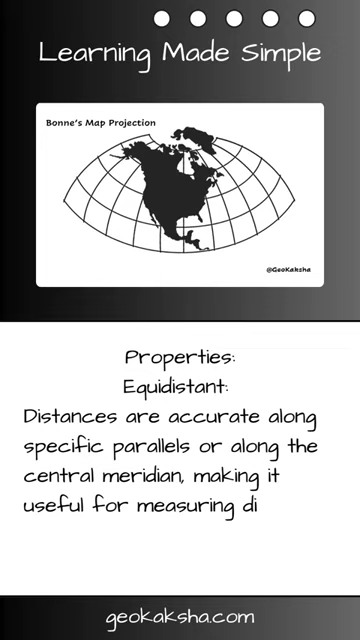 Learning Made Simple
Bonne's Map Projection
@GeoKaksha
Properties:
Equidistant:
Distances are accurate along
specific parallels or along the
central meridian, making it
useful for measuring di
geokaksha.com